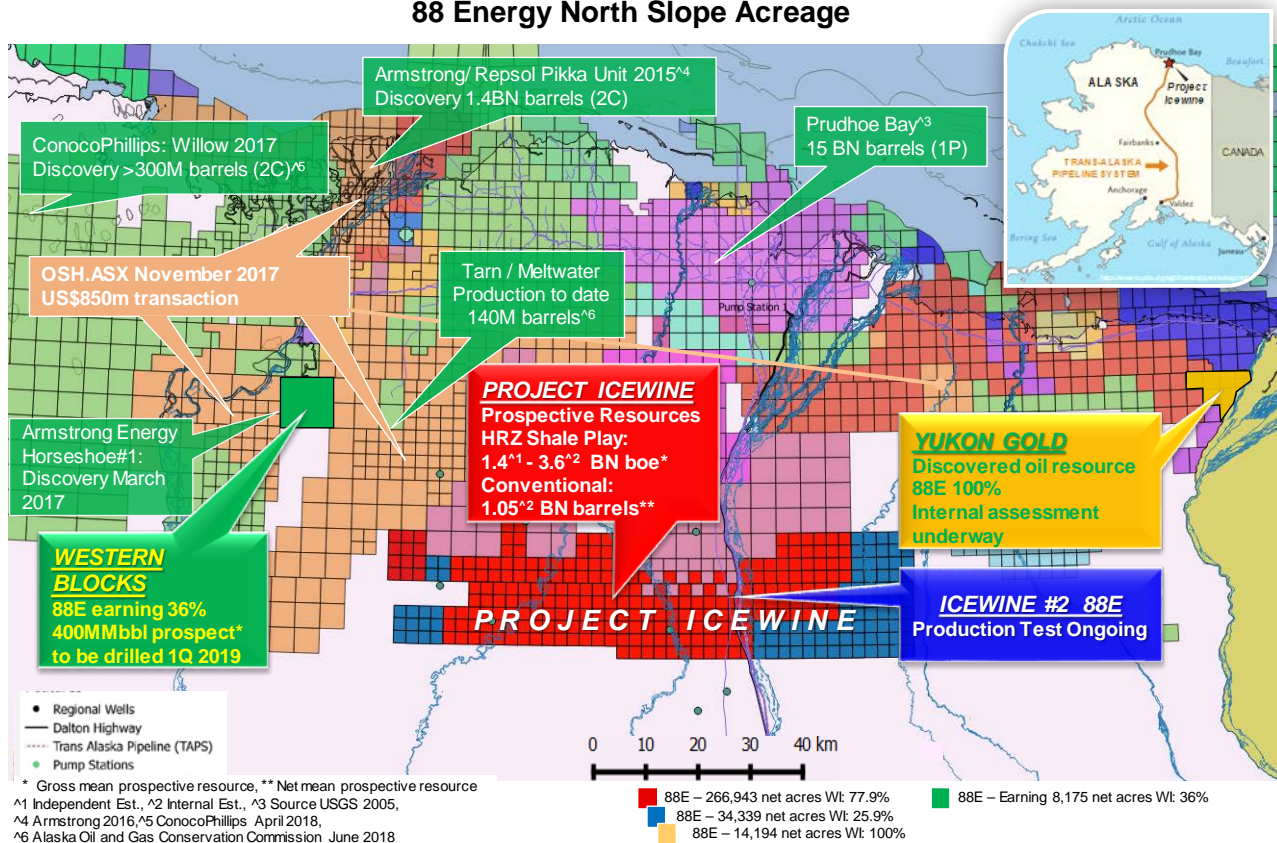 88 Energy North Slope Acreage
Arctic Ocean
Chukchi Sea
Prudhoe Bay
Beaufort
ALASKA
Project
Icewine
Fairbanks
CANADA
TRANS-ALASKA
PIPELINE SYSTEM
Anchorage
Valdez
Bering Sea
Gulf of Alaska
Juneau
Armstrong/ Repsol Pikka Unit 2015^4
Discovery 1.4BN barrels (2C)
Prudhoe Bay^3
15 BN barrels (1P)
ConocoPhillips: Willow 2017
Discovery >300M barrels (2C)^6
OSH.ASX November 2017
US$850m transaction
Tarn / Meltwater
Production to date
140M barrels^6
Pump Station 1
PROJECT ICEWINE
Prospective Resources
HRZ Shale Play:
1.4^1 - 3.6^2 BN boe*
Conventional:
1.05^2 BN barrels**
Armstrong Energy
Horseshoe#1:
Discovery March
2017
YUKON GOLD
Discovered oil resource
88E 100%
Internal assessment
underway
WESTERN
BLOCKS
88E earning 36%
400MMbbl prospect*
to be drilled 1Q 2019
PROJECT ICEWINE
ICEWINE #2 88E
Production Test Ongoing
Regional Wells
Dalton Highway
Trans Alaska Pipeline (TAPS)
Pump Stations
0 10 20 30 40 km
* Gross mean prospective resource, ** Net mean prospective resource
^1 Independent Est., ^2 Internal Est., ^3 Source USGS 2005,
^4 Armstrong 2016,^5 ConocoPhillips April 2018,
^6 Alaska Oil and Gas Conservation Commission June 2018
88E – 266,943 net acres WI: 77.9%
88E – 34,339 net acres WI: 25.9%
88E – 14,194 net acres WI: 100%
88E – Earning 8,175 net acres WI: 36%